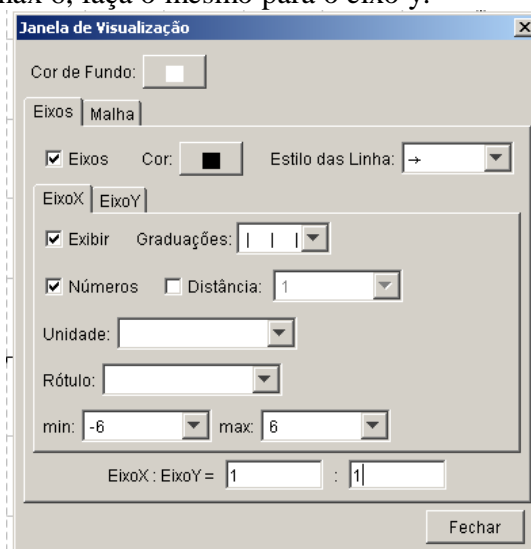 max 6, faça o mesmo para o eixo y.
Janela de Visualização
Cor de Fundo:
Eixos Malha
Eixos Cor: Estilo das Linha: →
EixoX EixoY
Exibir Graduações: | | |
Números Distância: 1
Unidade:
Rótulo:
min: -6 max: 6
EixoX : EixoY = 1 : 1
Fechar